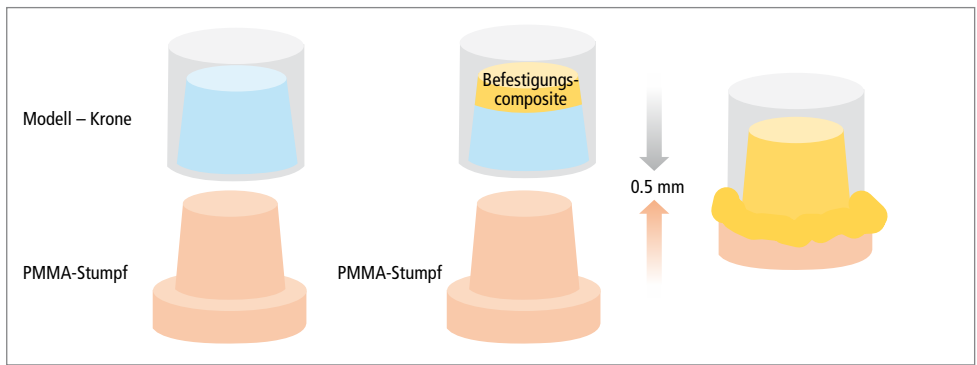 Befestigungs-
composite
Modell – Krone
0.5 mm
PMMA-Stumpf
PMMA-Stumpf